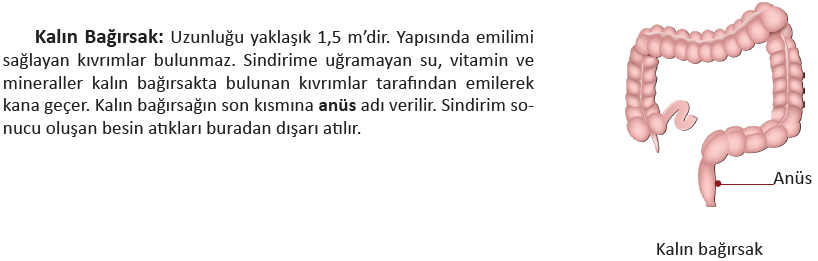 Kalın Bağırsak: Uzunluğu yaklaşık 1,5 m’dir. Yapısında emilimi
sağlayan kıvrımlar bulunmaz. Sindirime uğramayan su, vitamin ve
mineraller kalın bağırsakta bulunan kıvrımlar tarafından emilerek
kana geçer. Kalın bağırsağın son kısmına anüs adı verilir. Sindirim so-
nucu oluşan besin atıkları buradan dışarı atılır.
Anüs
Kalın bağırsak